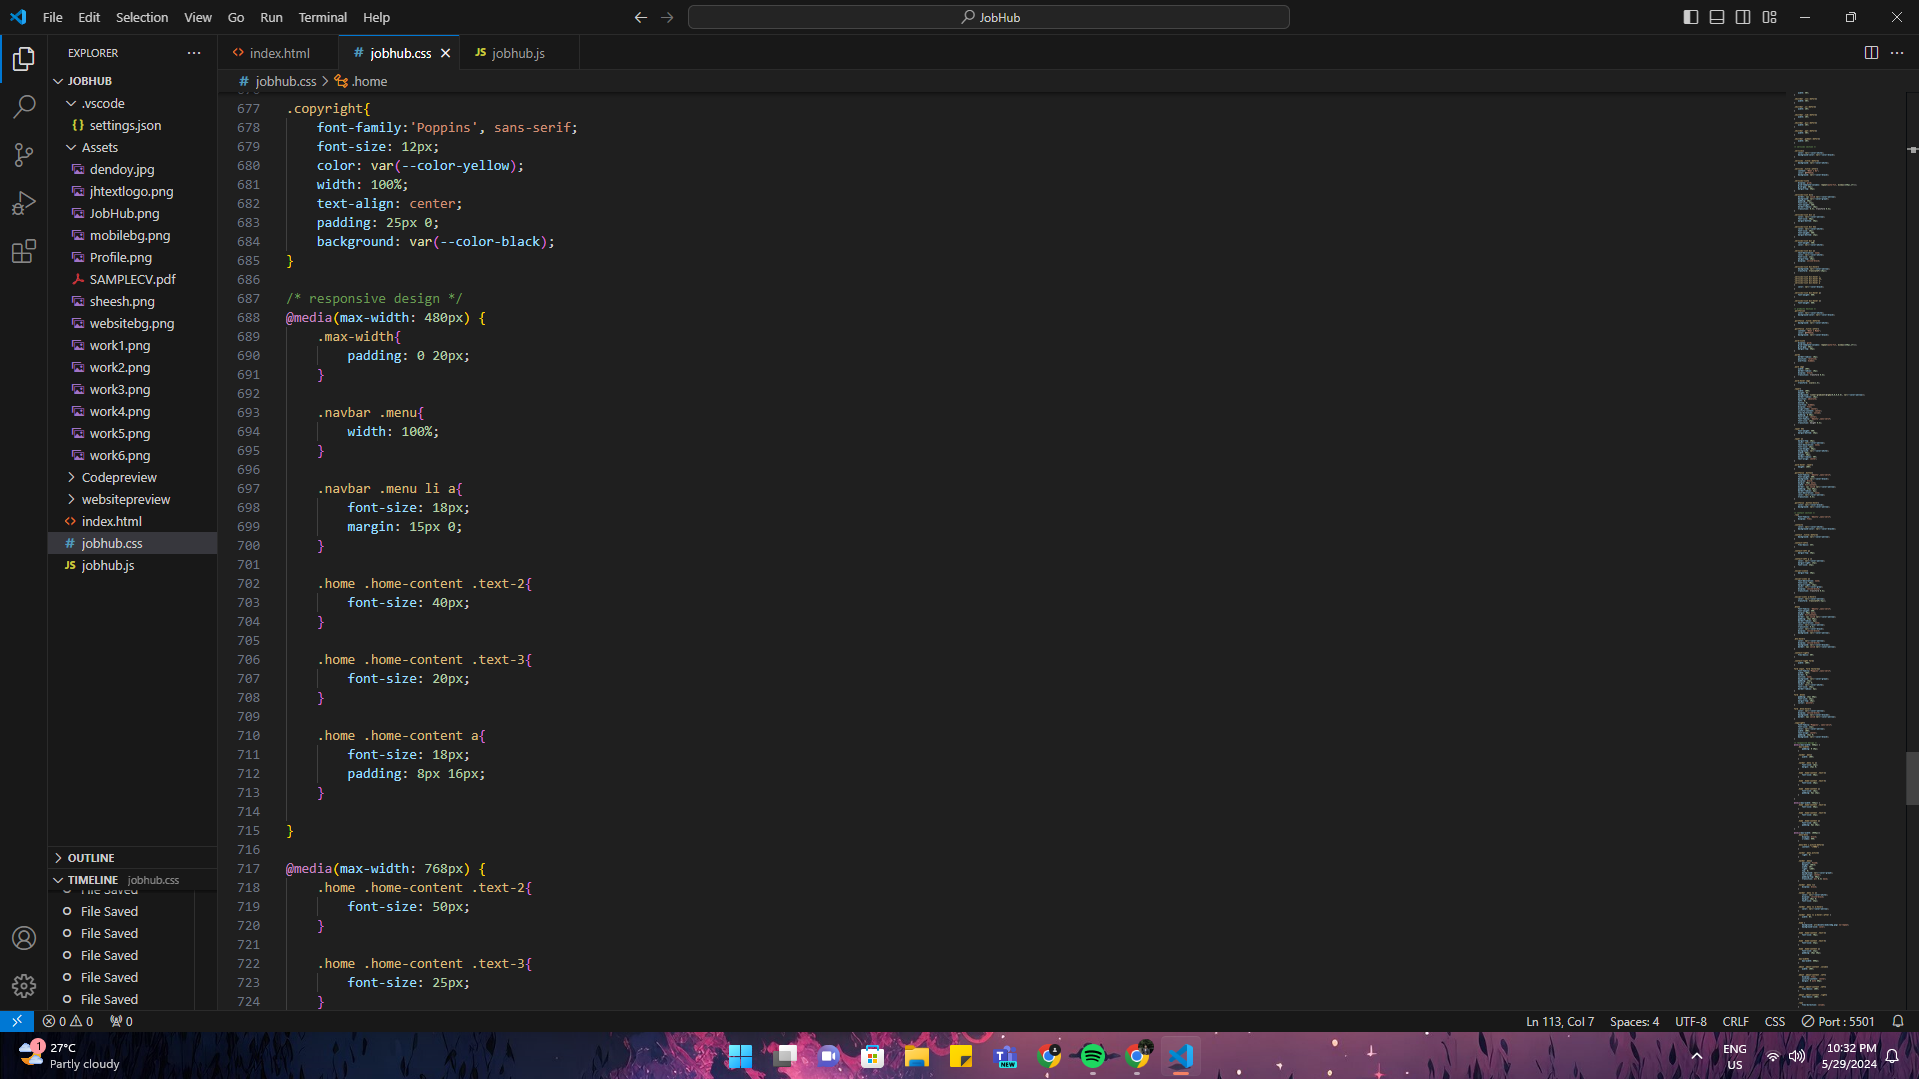 File Edit Selection View Go Run Terminal Help
JobHub
EXPLORER
index.html
jobhub.css
JS jobhub.js
JOBHUB
# jobhub.css > .home
.vscode
settings.json
Assets
dendoy.jpg
jhtextlogo.png
JobHub.png
mobilebg.png
Profile.png
SAMPLECV.pdf
sheesh.png
websitebg.png
work1.png
work2.png
work3.png
work4.png
work5.png
work6.png
Codepreview
websitepreview
index.html
# jobhub.css
JS jobhub.js
OUTLINE
TIMELINE jobhub.css
File Saved
File Saved
File Saved
File Saved
File Saved
File Saved
677 .copyright{
678 font-family:'Poppins', sans-serif;
679 font-size: 12px;
680 color: var(--color-yellow);
681 width: 100%;
682 text-align: center;
683 padding: 25px 0;
684 background: var(--color-black);
685 }
686
687 /* responsive design */
688 @media(max-width: 480px) {
689 .max-width{
690 padding: 0 20px;
691 }
692
693 .navbar .menu{
694 width: 100%;
695 }
696
697 .navbar .menu li a{
698 font-size: 18px;
699 margin: 15px 0;
700 }
701
702 .home .home-content .text-2{
703 font-size: 40px;
704 }
705
706 .home .home-content .text-3{
707 font-size: 20px;
708 }
709
710 .home .home-content a{
711 font-size: 18px;
712 padding: 8px 16px;
713 }
714
715 }
716
717 @media(max-width: 768px) {
718 .home .home-content .text-2{
719 font-size: 50px;
720 }
721
722 .home .home-content .text-3{
723 font-size: 25px;
724 }
0 0 0
Ln 113, Col 7 Spaces: 4 UTF-8 CRLF CSS Port : 5501
1
27°C
Partly cloudy
NEW
ENG
US
10:32 PM
5/29/2024